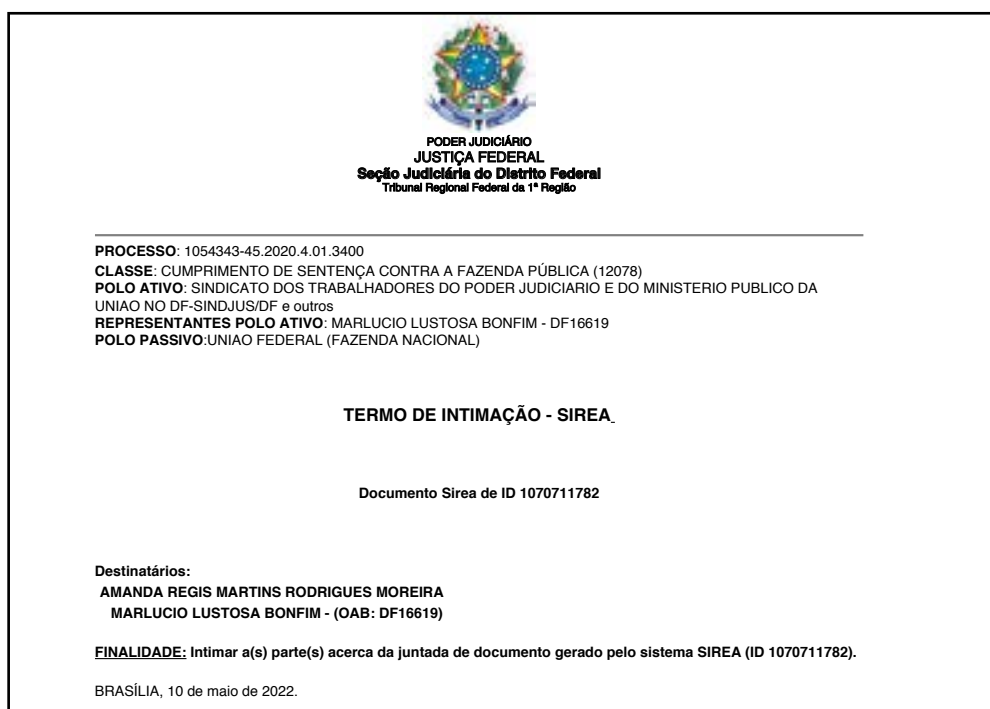 PODER JUDICIÁRIO
JUSTIÇA FEDERAL
Seção Judiciária do Distrito Federal
Tribunal Regional Federal da 1ª Região
PROCESSO: 1054343-45.2020.4.01.3400
CLASSE: CUMPRIMENTO DE SENTENÇA CONTRA A FAZENDA PÚBLICA (12078)
POLO ATIVO: SINDICATO DOS TRABALHADORES DO PODER JUDICIARIO E DO MINISTERIO PUBLICO DA
UNIAO NO DF-SINDJUS/DF e outros
REPRESENTANTES POLO ATIVO: MARLUCIO LUSTOSA BONFIM - DF16619
POLO PASSIVO:UNIAO FEDERAL (FAZENDA NACIONAL)
TERMO DE INTIMAÇÃO - SIREA
Documento Sirea de ID 1070711782
Destinatários:
AMANDA REGIS MARTINS RODRIGUES MOREIRA
MARLUCIO LUSTOSA BONFIM - (OAB: DF16619)
FINALIDADE: Intimar a(s) parte(s) acerca da juntada de documento gerado pelo sistema SIREA (ID 1070711782).
BRASÍLIA, 10 de maio de 2022.